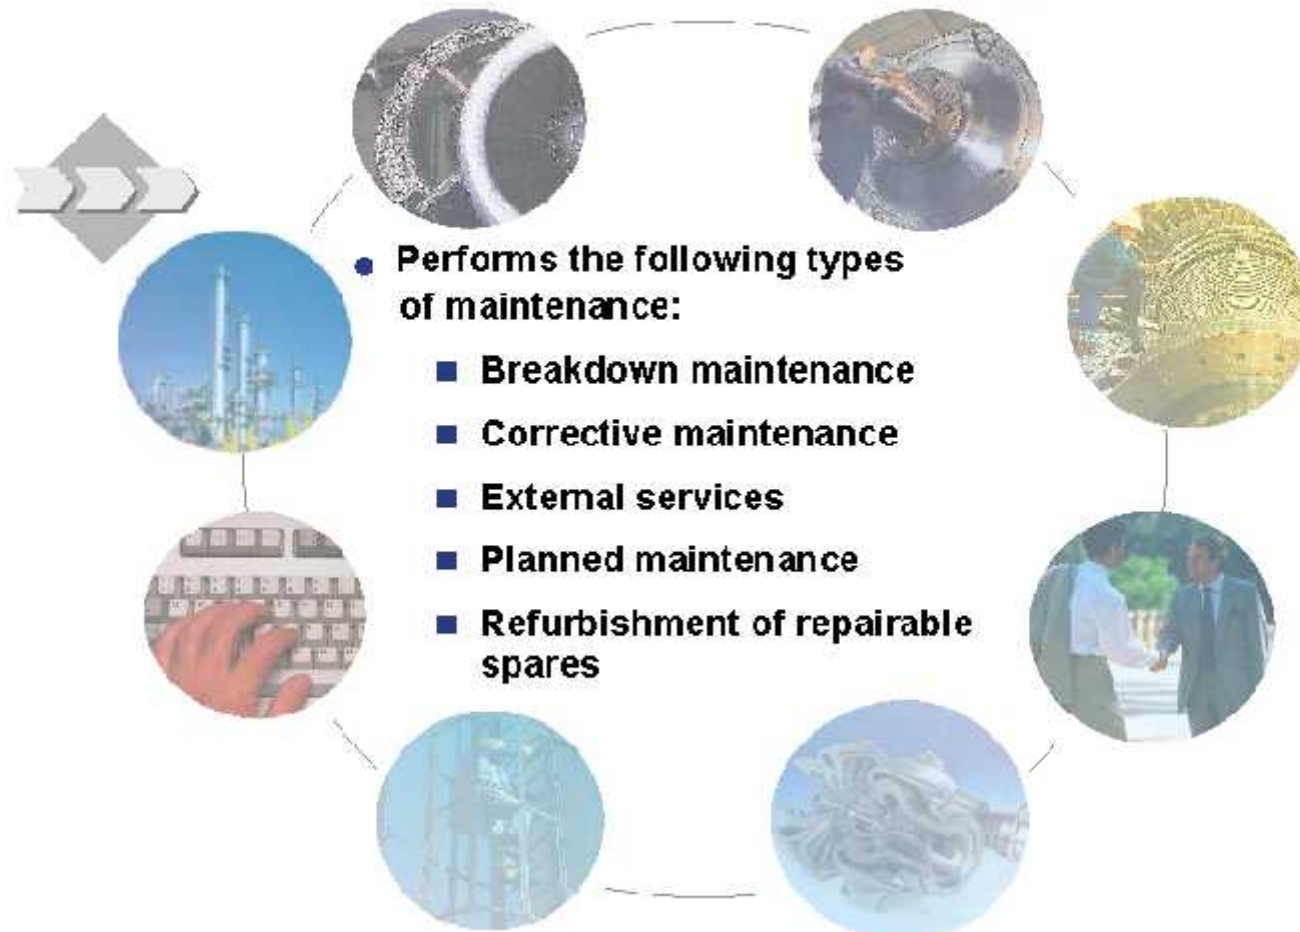 Performs the following types
of maintenance:
Breakdown maintenance
Corrective maintenance
External services
Planned maintenance
Refurbishment of repairable
spares